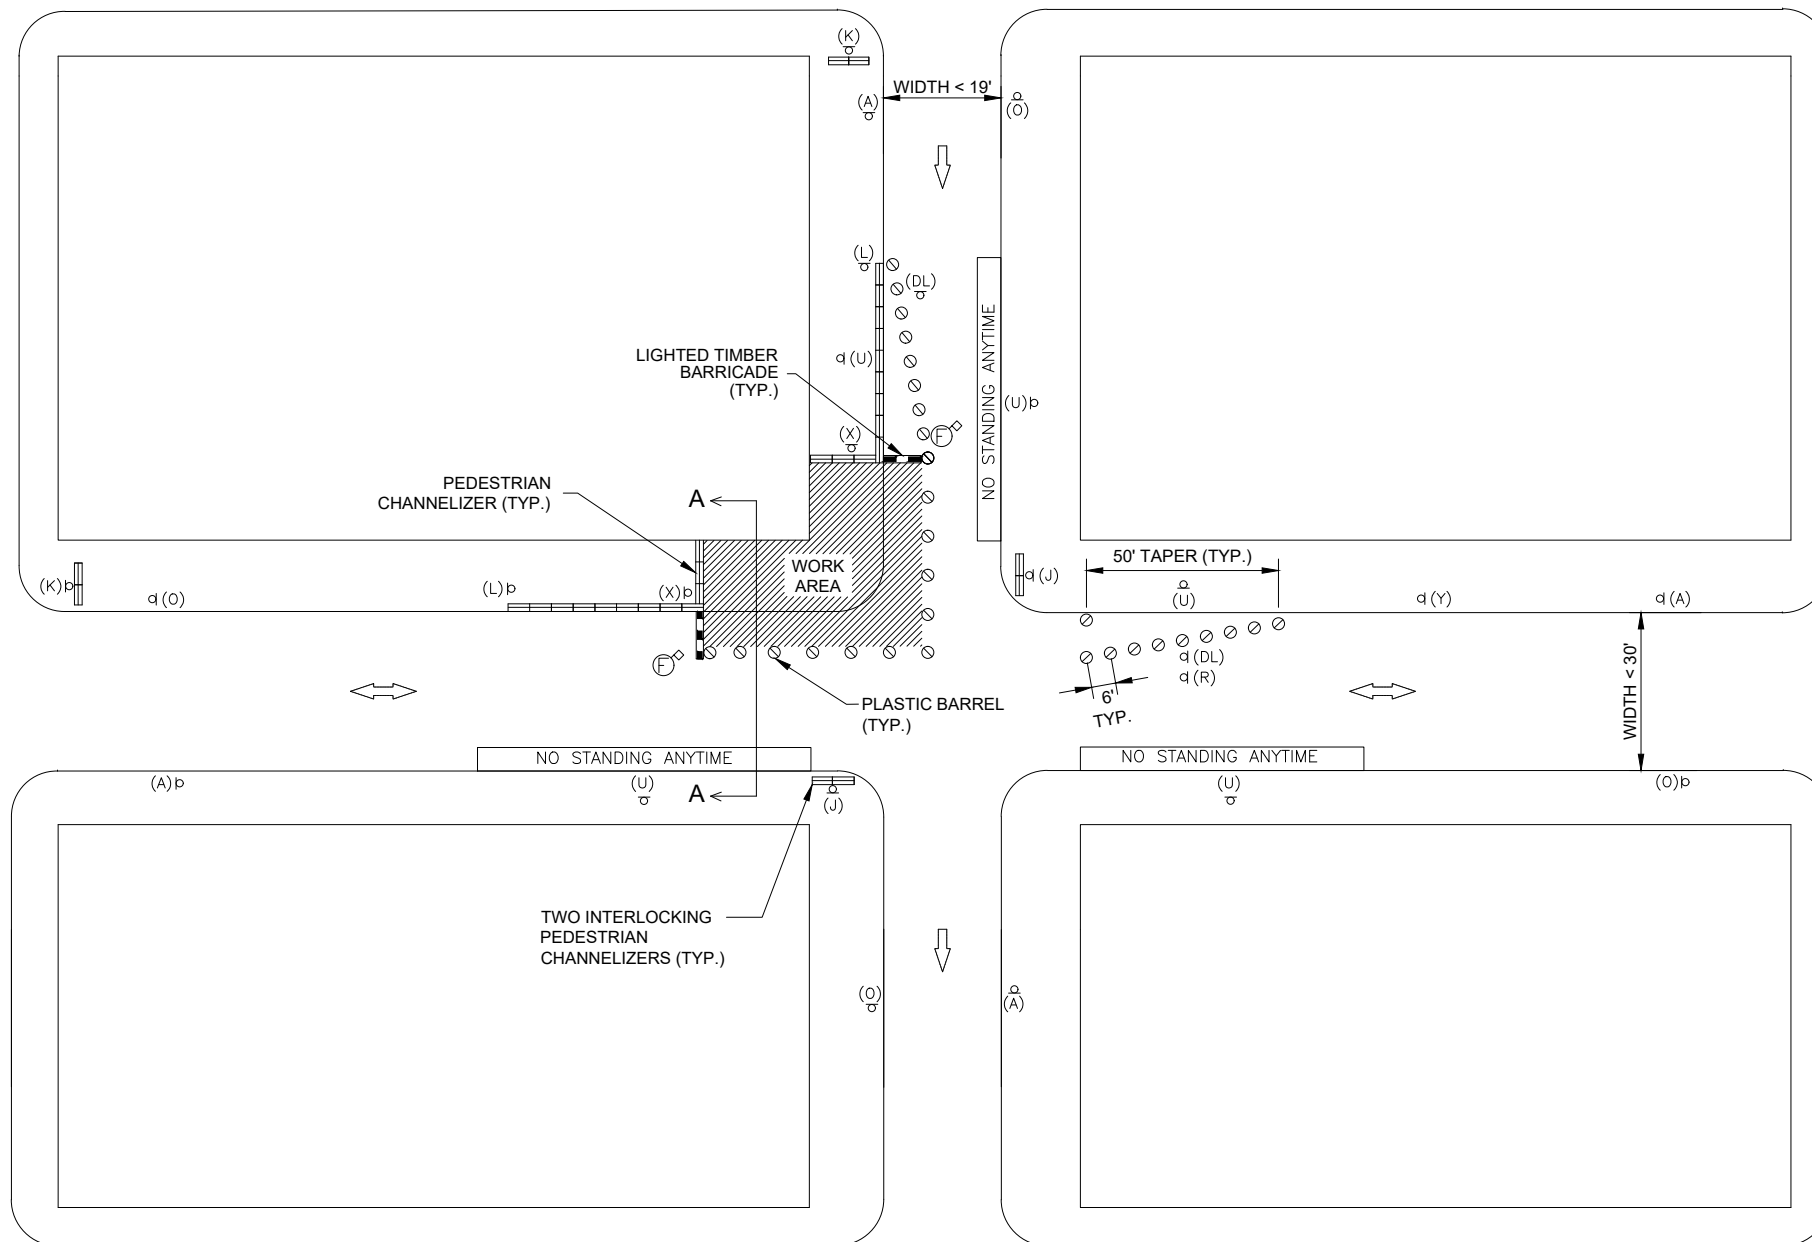 (K)
WIDTH < 19'
(A)
(O)
(L)
(DL)
NO STANDING ANYTIME
LIGHTED TIMBER
BARRICADE
(TYP.)
(U)
(U)
(X)
F
PEDESTRIAN
CHANNELIZER (TYP.)
A
WORK
AREA
50' TAPER (TYP.)
(K)
(O)
(L)
(X)
(J)
(U)
(Y)
(A)
F
(DL)
(R)
6'
TYP.
WIDTH < 30'
PLASTIC BARREL
(TYP.)
NO STANDING ANYTIME
NO STANDING ANYTIME
(A)
(U)
A
(J)
(U)
(O)
TWO INTERLOCKING
PEDESTRIAN
CHANNELIZERS (TYP.)
(O)
(A)